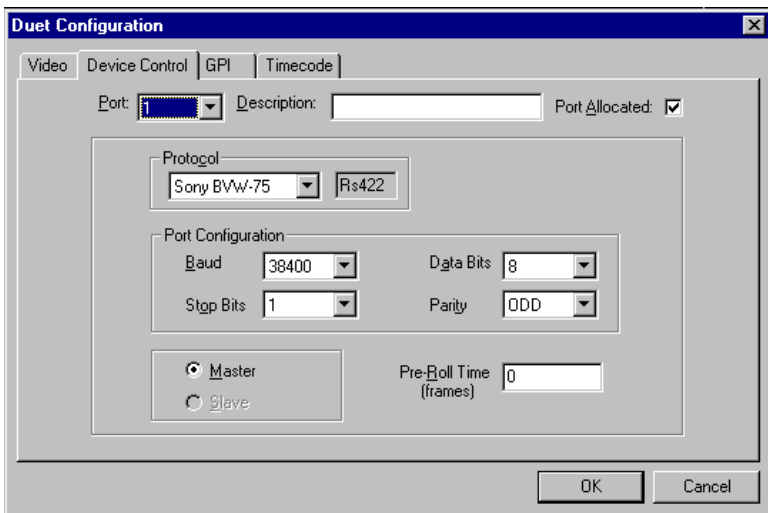 Duet Configuration
Video Device Control GPI Timecode
Port: 1 Description: Port Allocated:
Protocol
Sony BVW-75 Rs422
Port Configuration
Baud 38400 Data Bits 8
Stop Bits 1 Parity ODD
Master Pre-Roll Time 0
(frames)
Slave
OK Cancel